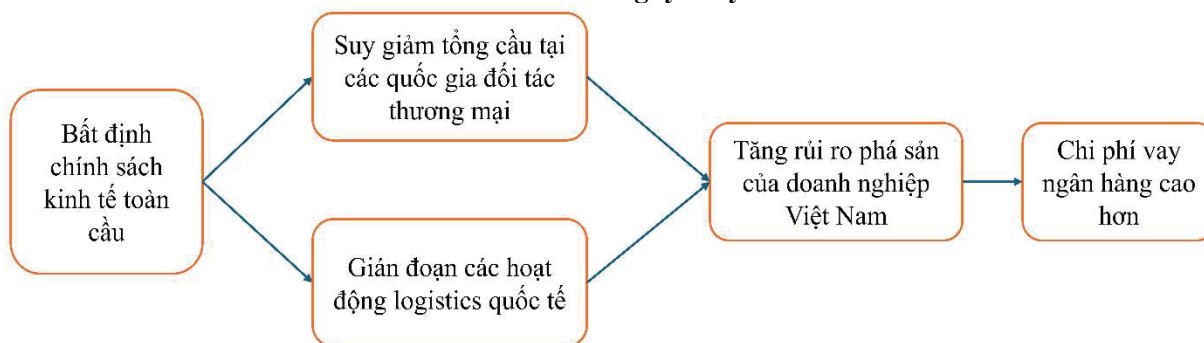 Suy giảm tổng cầu tại
các quốc gia đối tác
thương mại
Bất định
chính sách
kinh tế toàn
cầu
Tăng rủi ro phá sản
của doanh nghiệp
Việt Nam
Chi phí vay
ngân hàng cao
hơn
Gián đoạn các hoạt
động logistics quốc tế